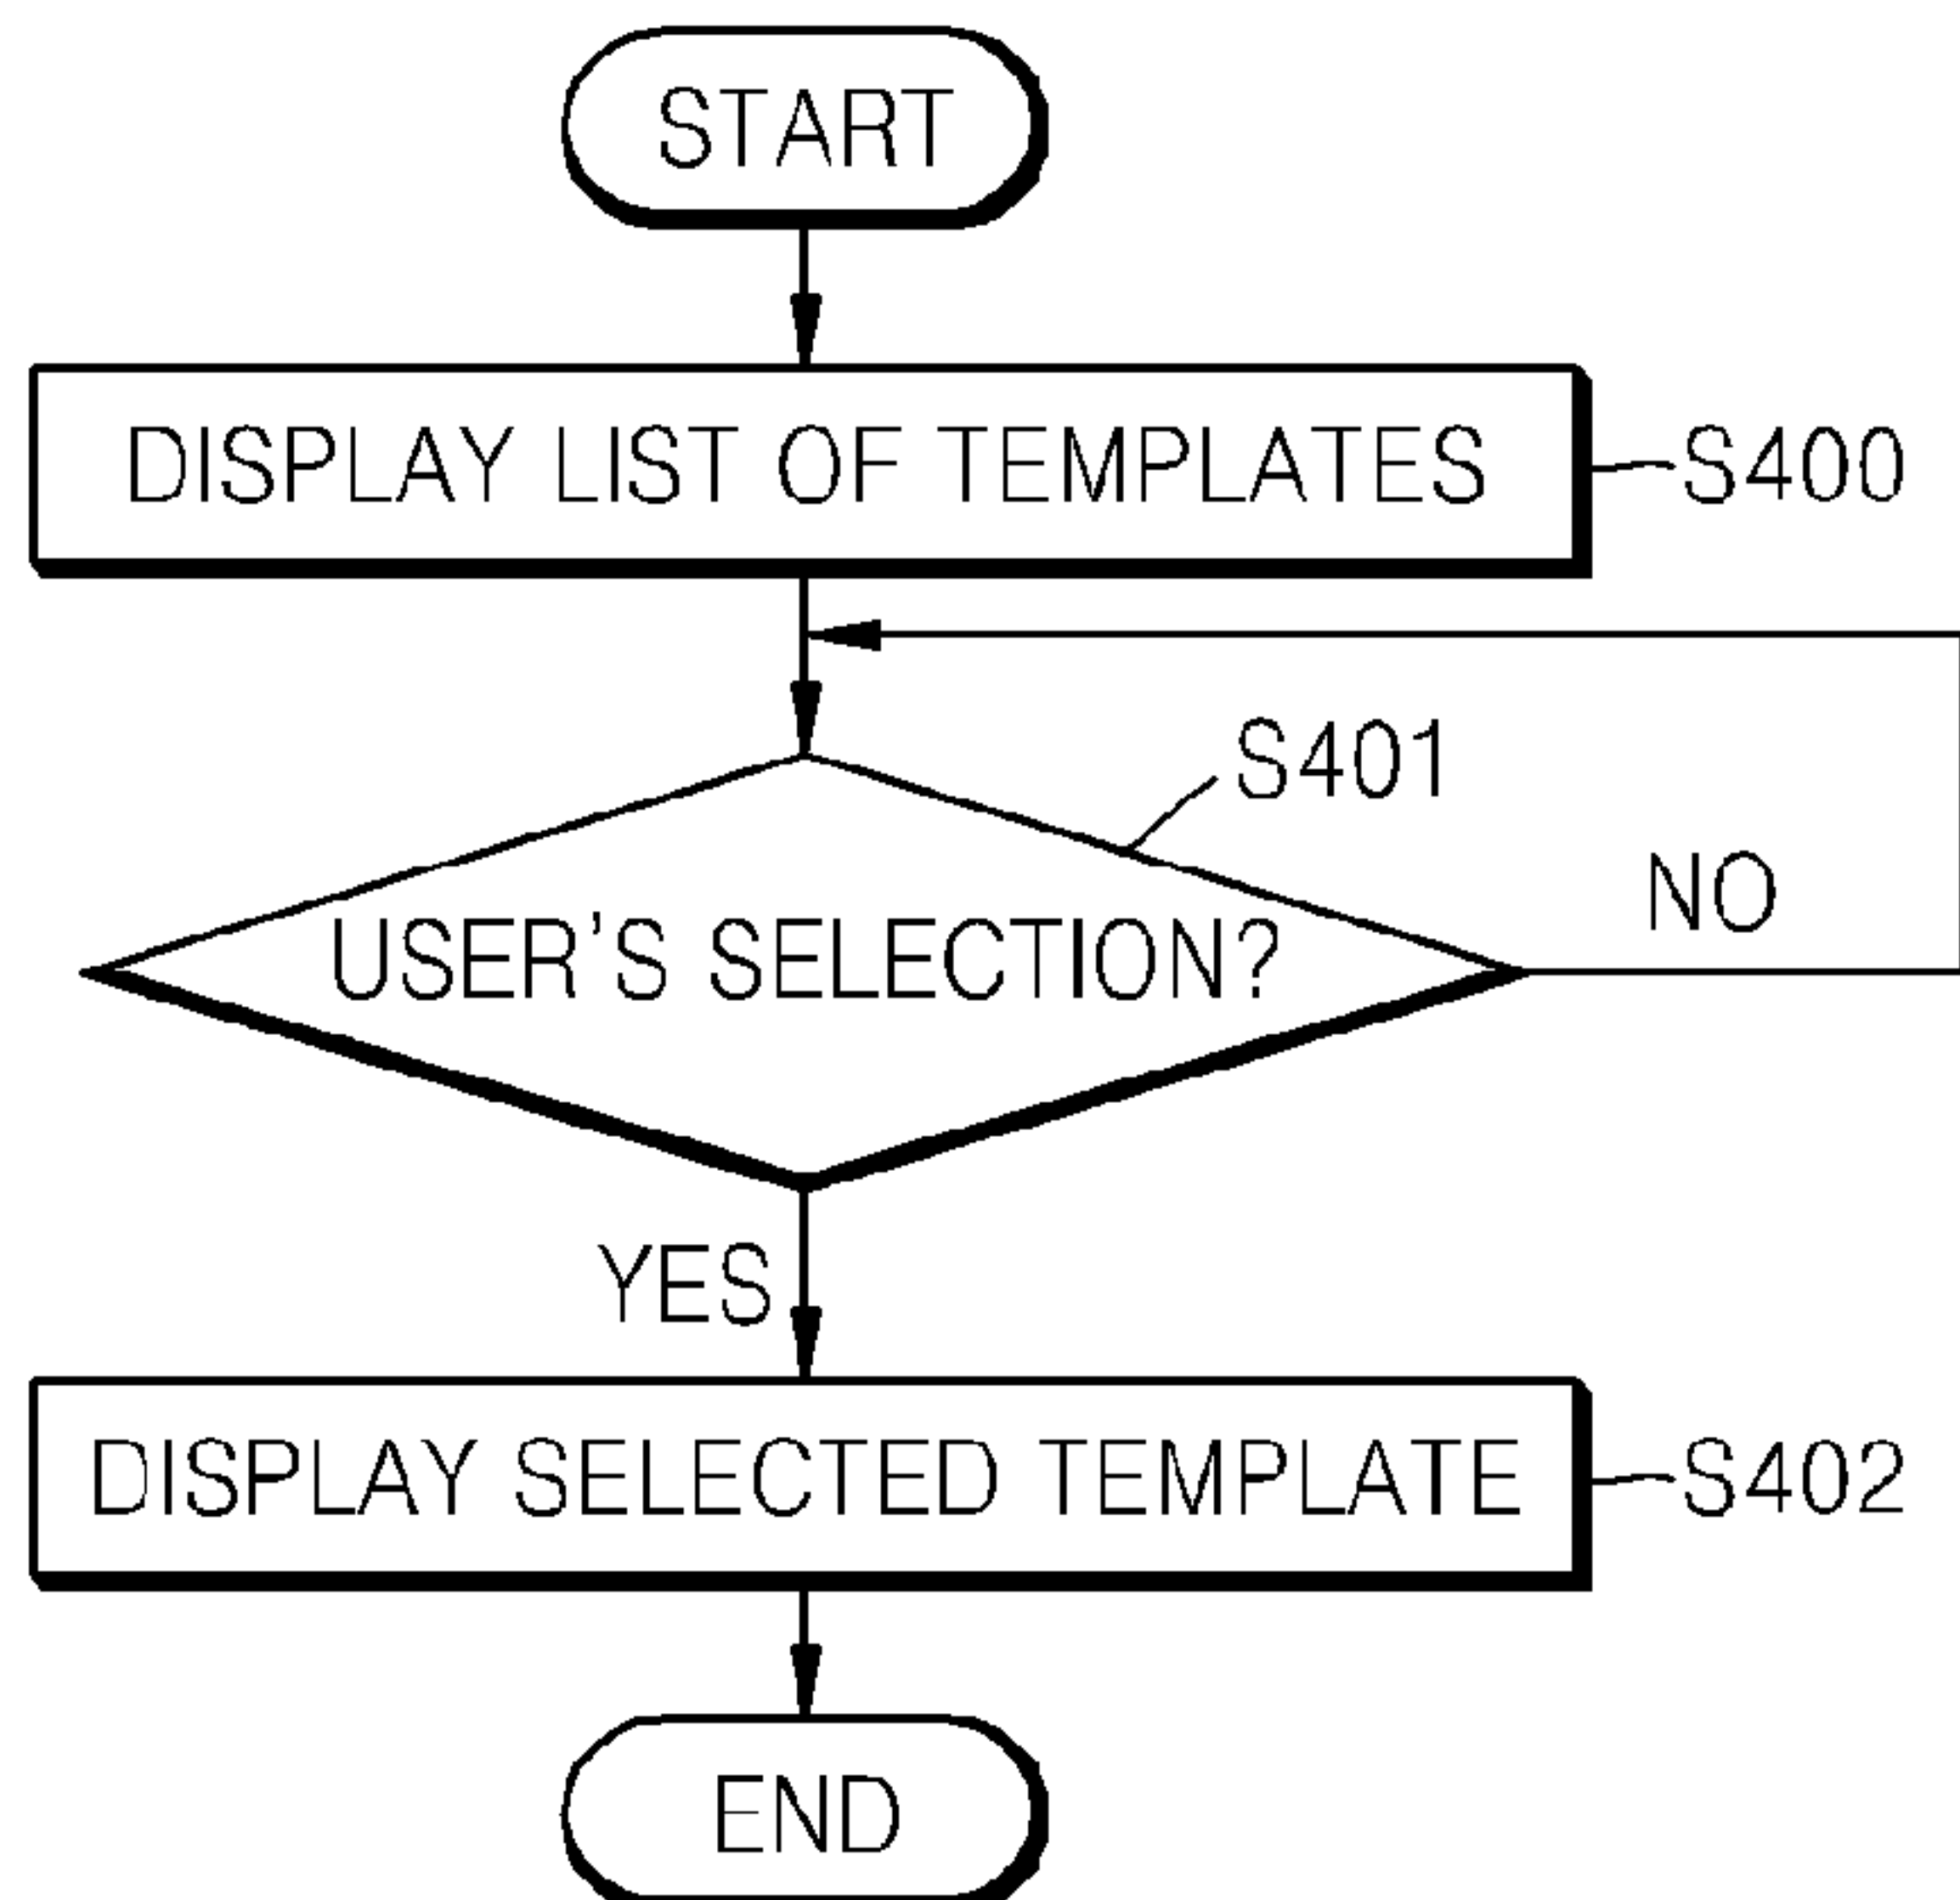 START
DISPLAY LIST OF TEMPLATES
S400
S401
USER'S SELECTION?
NO
YES
DISPLAY SELECTED TEMPLATE
S402
END